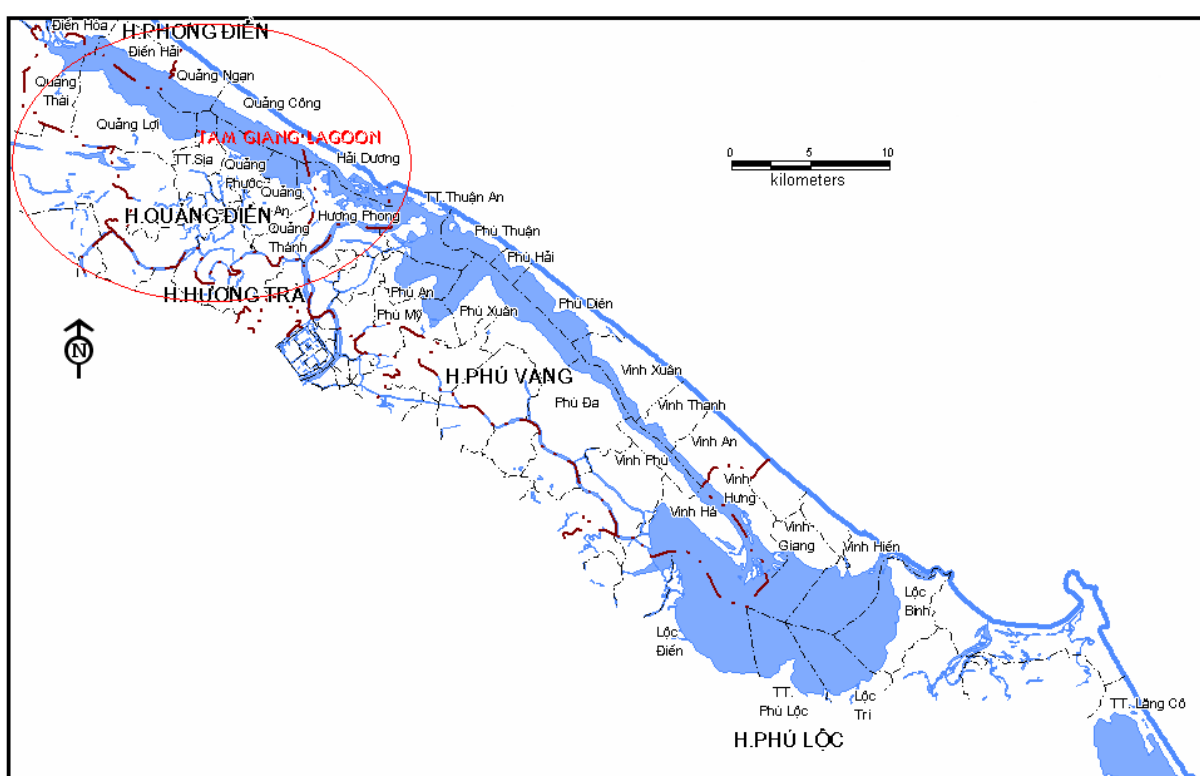 Điền Hòa
H.PHONG ĐIỀN
Điền Hải
Quảng Ngạn
Quảng
Thái
Quảng Công
Quảng Lợi
TAM GIANG LAGOON
TT.Sịa
Quảng
Phước
Hải Dương
Quảng
An
TT.Thuận An
H.QUẢNG ĐIỀN
Hương Phong
Quảng
Thành
Phú Thuận
Phú Hải
H.HƯƠNG TRÀ
Phú An
Phú Diên
Phú Mỹ
Phú Xuân
0 5 10
kilometers
N
H.PHÚ VANG
Vinh Xuân
Phú Đa
Vinh Thanh
Vinh An
Vinh Phú
Vinh
Hưng
Vinh Hà
Vinh
Giang
Vinh Hiền
Lộc
Bình
Lộc
Điền
TT.
Phú Lộc
Lộc
Trì
TT. Lăng Cô
H.PHÚ LỘC